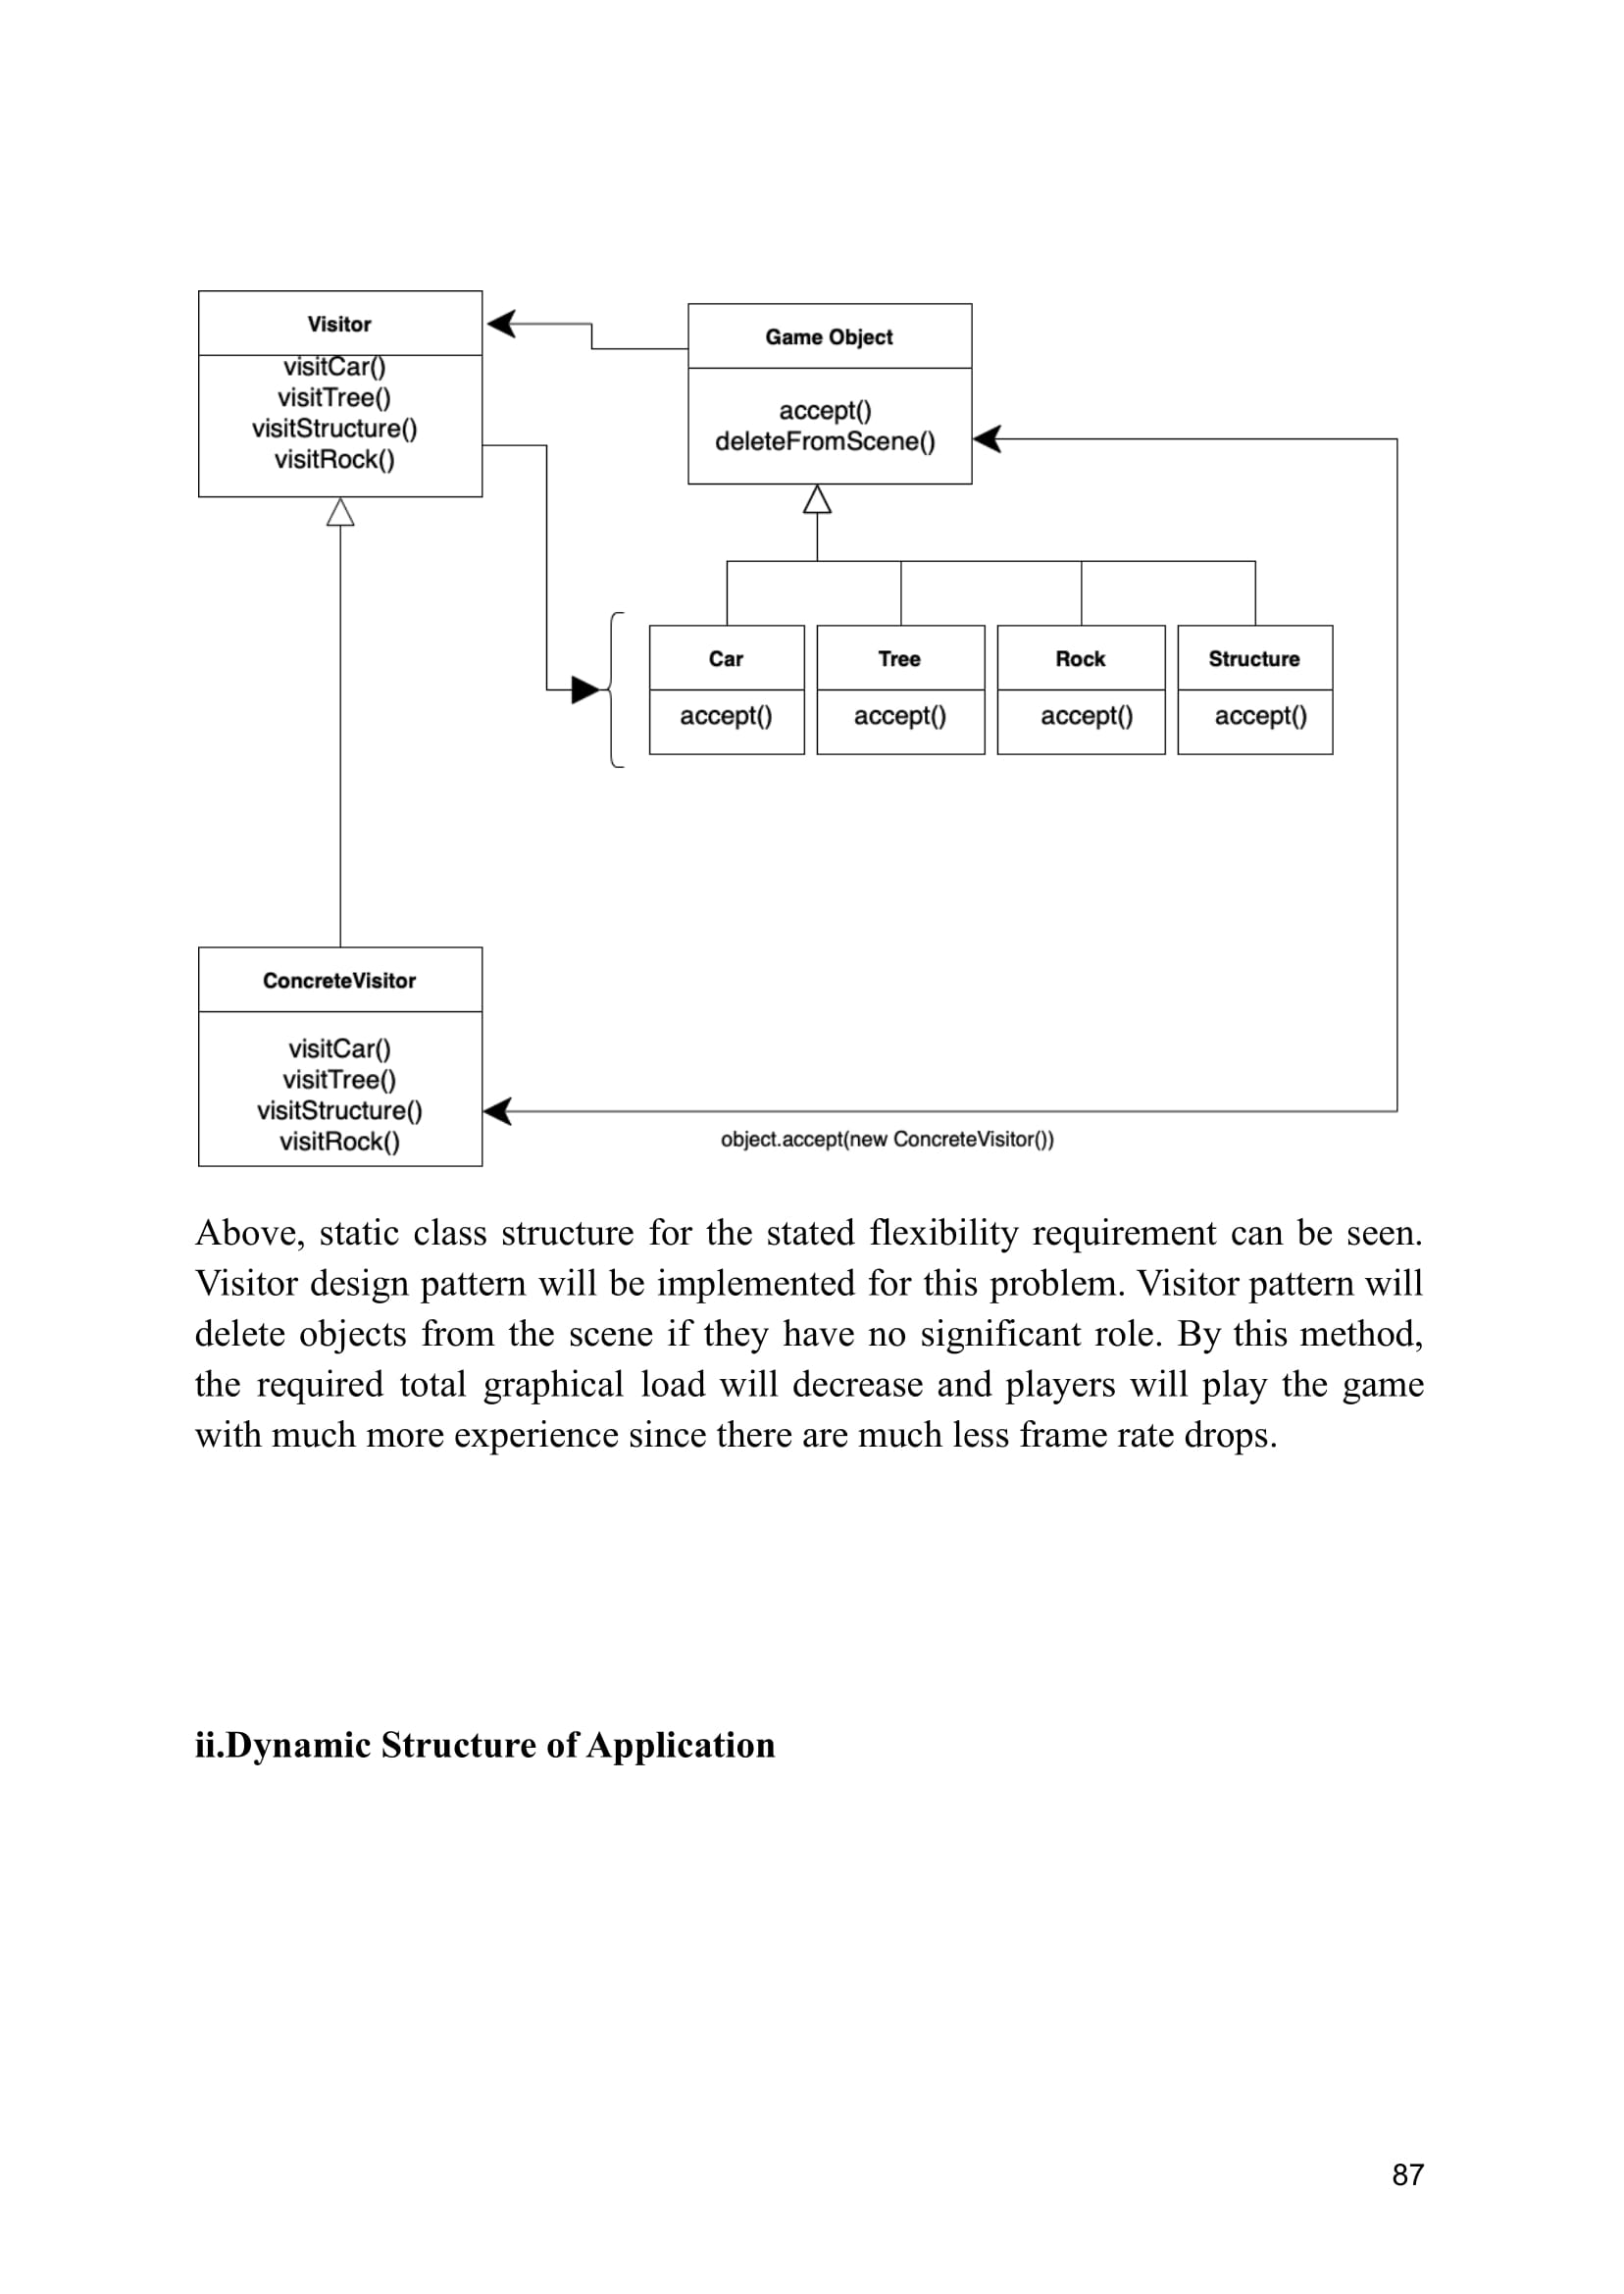 Visitor
visitCar()
visitTree()
visitStructure()
visitRock()
Game Object
accept()
deleteFromScene()
Car
accept()
Tree
accept()
Rock
accept()
Structure
accept()
ConcreteVisitor
visitCar()
visitTree()
visitStructure()
visitRock()
object.accept(new ConcreteVisitor())
Above, static class structure for the stated flexibility requirement can be seen.
Visitor design pattern will be implemented for this problem. Visitor pattern will
delete objects from the scene if they have no significant role. By this method,
the required total graphical load will decrease and players will play the game
with much more experience since there are much less frame rate drops.
ii.Dynamic Structure of Application
87